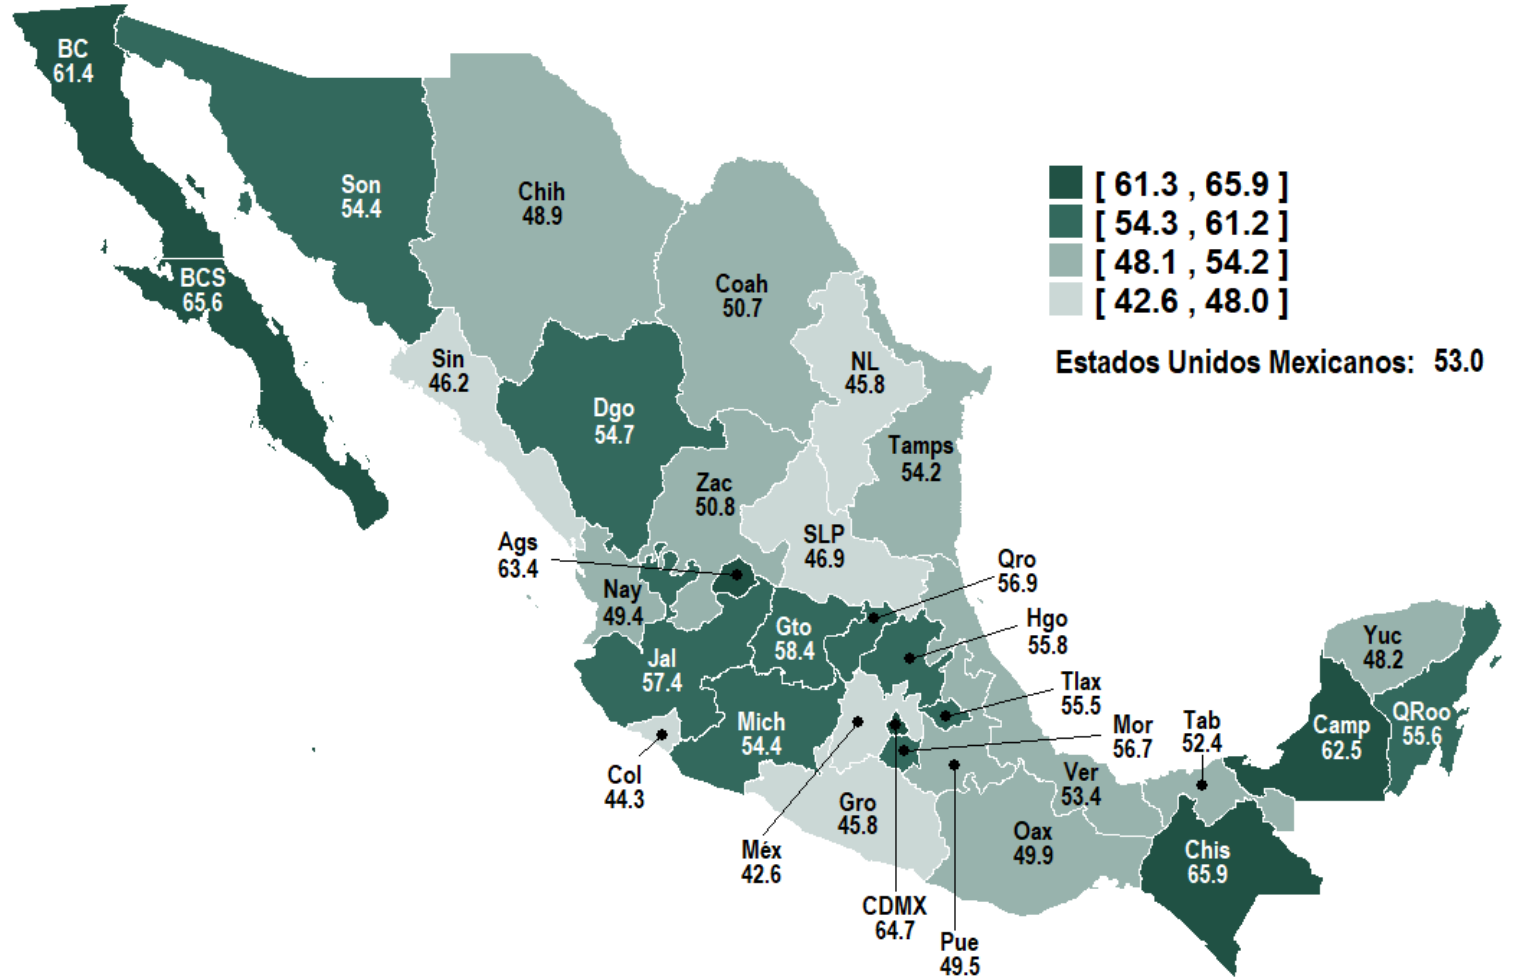 BC
61.4
Son
54.4
Chih
48.9
[ 61.3 , 65.9 ]
[ 54.3 , 61.2 ]
[ 48.1 , 54.2 ]
[ 42.6 , 48.0 ]
Estados Unidos Mexicanos: 53.0
BCS
65.6
Coah
50.7
Sin
46.2
NL
45.8
Dgo
54.7
Tamps
54.2
Zac
50.8
SLP
46.9
Ags
63.4
Qro
56.9
Nay
49.4
Gto
58.4
Hgo
55.8
Yuc
48.2
Jal
57.4
Tlax
55.5
Mich
54.4
Mor
56.7
Tab
52.4
Camp
62.5
QRoo
55.6
Col
44.3
Ver
53.4
Gro
45.8
Oax
49.9
Méx
42.6
Chis
65.9
CDMX
64.7
Pue
49.5